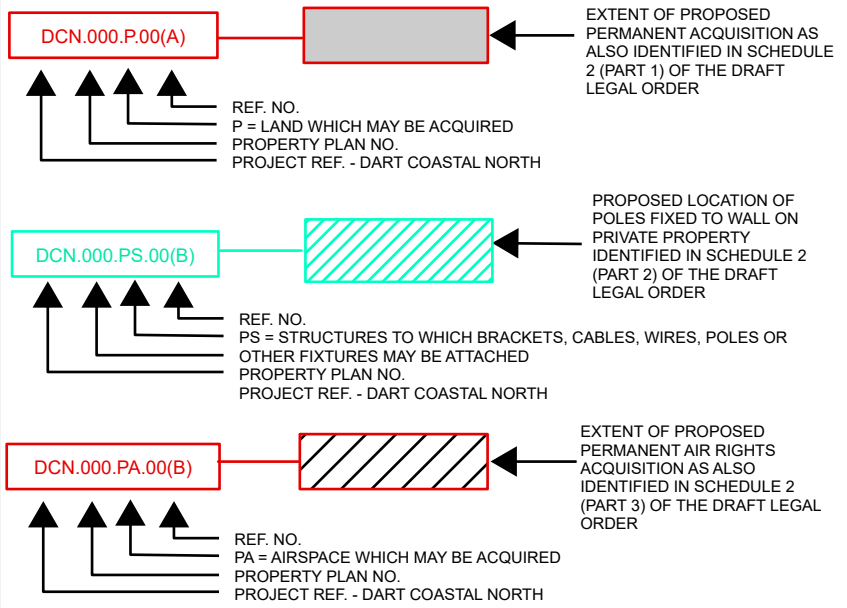 DCN.000.P.00(A)
EXTENT OF PROPOSED
PERMANENT ACQUISITION AS
ALSO IDENTIFIED IN SCHEDULE
2 (PART 1) OF THE DRAFT
LEGAL ORDER
REF. NO.
P = LAND WHICH MAY BE ACQUIRED
PROPERTY PLAN NO.
PROJECT REF. - DART COASTAL NORTH
DCN.000.PS.00(B)
PROPOSED LOCATION OF
POLES FIXED TO WALL ON
PRIVATE PROPERTY
IDENTIFIED IN SCHEDULE 2
(PART 2) OF THE DRAFT
LEGAL ORDER
REF. NO.
PS = STRUCTURES TO WHICH BRACKETS, CABLES, WIRES, POLES OR
OTHER FIXTURES MAY BE ATTACHED
PROPERTY PLAN NO.
PROJECT REF. - DART COASTAL NORTH
DCN.000.PA.00(B)
EXTENT OF PROPOSED
PERMANENT AIR RIGHTS
ACQUISITION AS ALSO
IDENTIFIED IN SCHEDULE 2
(PART 3) OF THE DRAFT LEGAL
ORDER
REF. NO.
PA = AIRSPACE WHICH MAY BE ACQUIRED
PROPERTY PLAN NO.
PROJECT REF. - DART COASTAL NORTH